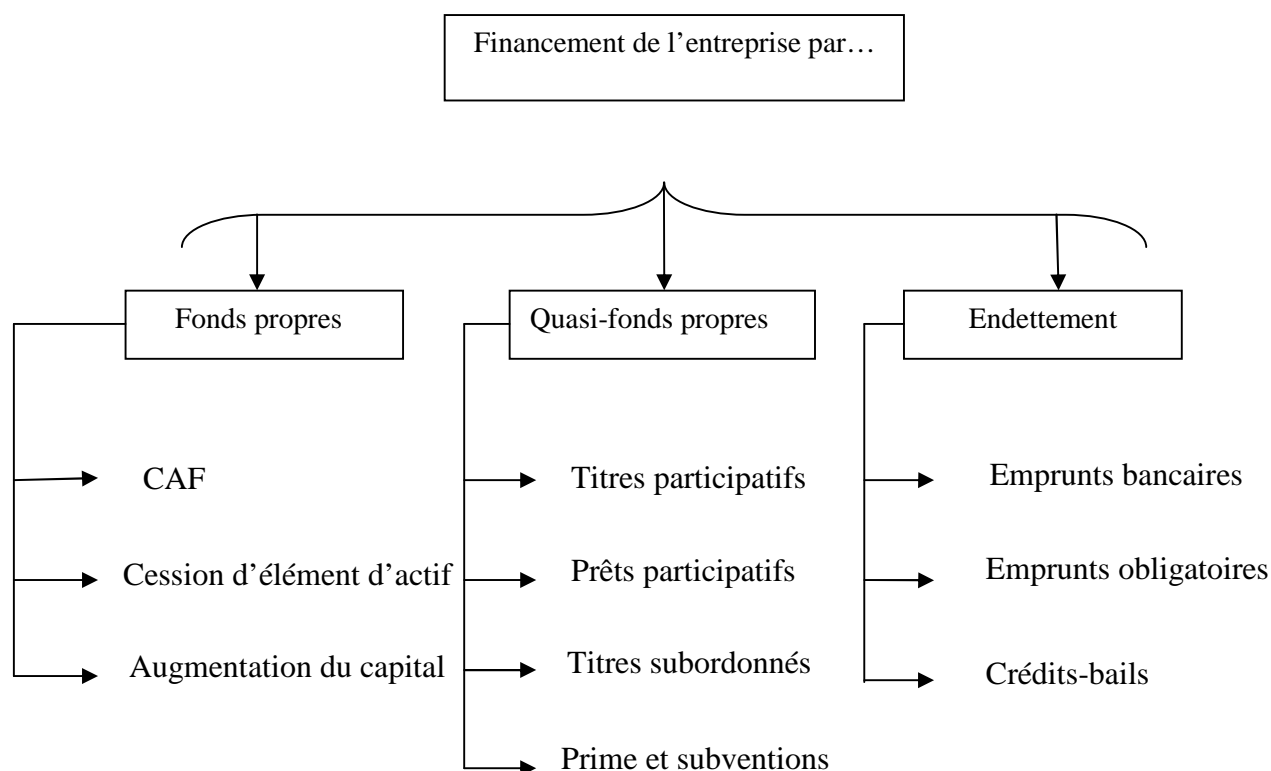 Financement de l’entreprise par…
Fonds propres
Quasi-fonds propres
Endettement
CAF
Cession d’élément d’actif
Augmentation du capital
Titres participatifs
Prêts participatifs
Titres subordonnés
Prime et subventions
Emprunts bancaires
Emprunts obligatoires
Crédits-bails